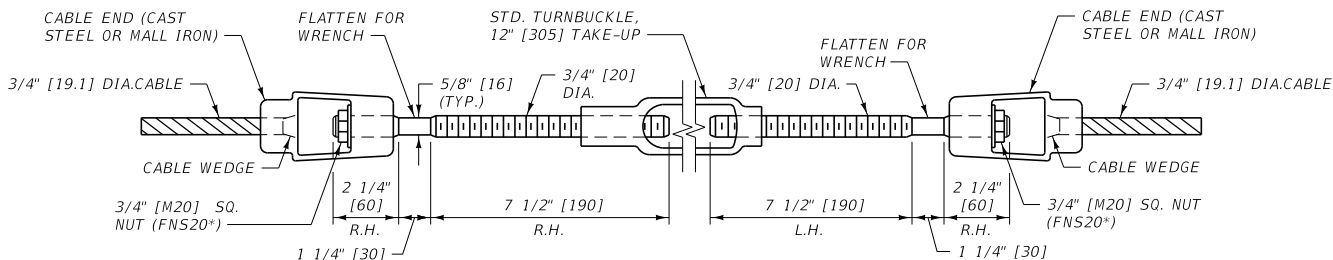 CABLE END (CAST
STEEL OR MALL IRON)
FLATTEN FOR
WRENCH
STD. TURNBUCKLE,
12" [305] TAKE-UP
FLATTEN FOR
WRENCH
CABLE END (CAST
STEEL OR MALL IRON)
3/4" [19.1] DIA.CABLE
5/8" [16]
(TYP.)
3/4" [20]
DIA.
3/4" [20] DIA.
3/4" [19.1] DIA.CABLE
CABLE WEDGE
CABLE WEDGE
3/4" [M20] SQ.
NUT (FNS20*)
2 1/4"
[60]
R.H.
1 1/4" [30]
7 1/2" [190]
R.H.
7 1/2" [190]
L.H.
2 1/4"
[60]
R.H.
1 1/4" [30]
3/4" [M20] SQ. NUT
(FNS20*)